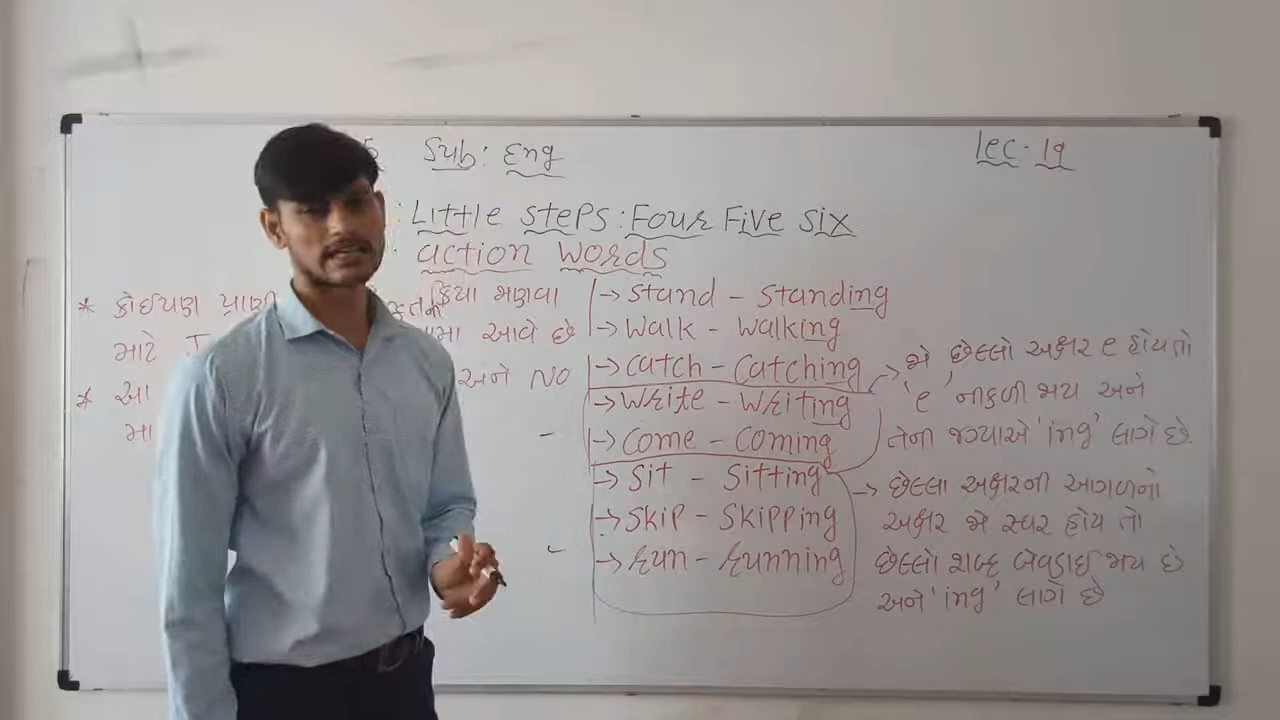 5 Sub: Eng
Lec-19
: Little steps: Four Five Six
: action words
* કોઈપણ પ્રાણી ક્રિયા જાણવા
માટે આવે છે
* આ અને NO
મા
→ Stand - Standing
→ Walk - Walking
→ Catch - Catching
→ Write - Writing
→ Come - Coming
→ Sit - Sitting
→ Skip - Skipping
→ Run - Running
→ જો છેલ્લો અક્ષર e હોય તો
'e' નીકળી જાય અને
તેના જગ્યાએ 'ing' લાગે છે.
→ છેલ્લા અક્ષરની આગળનો
અક્ષર જો સ્વર હોય તો
છેલ્લો શબ્દ બેવડાઈ જાય છે
અને 'ing' લાગે છે